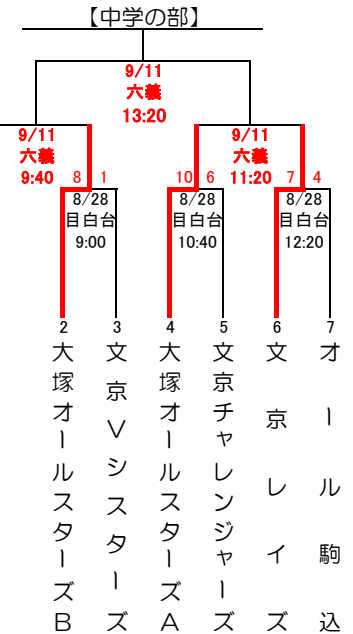 【中学の部】
9/11
六義
13:20
9/11
六義
9:40
9/11
六義
11:20
8 1
10 6
7 4
8/28
目白台
9:00
8/28
目白台
10:40
8/28
目白台
12:20
2
3
4
5
6
7
大塚オールスターズB
文京Vシスターズ
大塚オールスターズA
文京チャレンジャーズ
文京レイズ
オール駒込